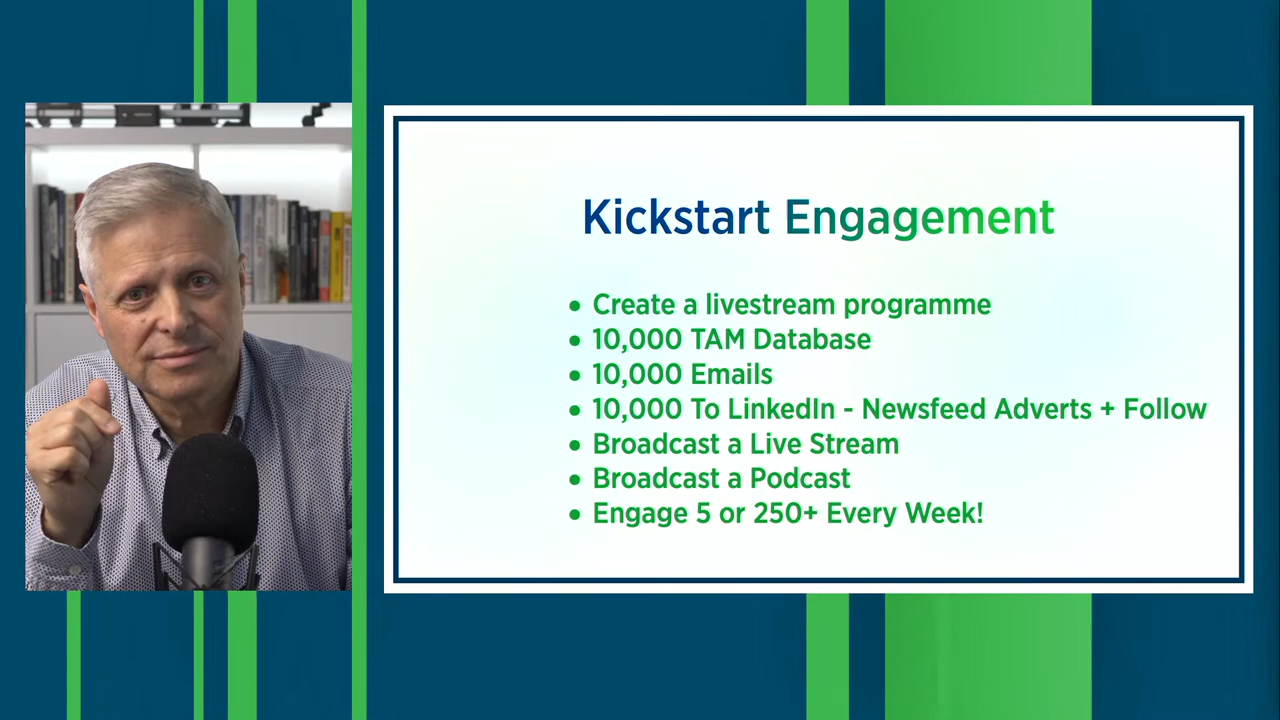 Kickstart Engagement
• Create a livestream programme
• 10,000 TAM Database
• 10,000 Emails
• 10,000 To LinkedIn - Newsfeed Adverts + Follow
• Broadcast a Live Stream
• Broadcast a Podcast
• Engage 5 or 250+ Every Week!